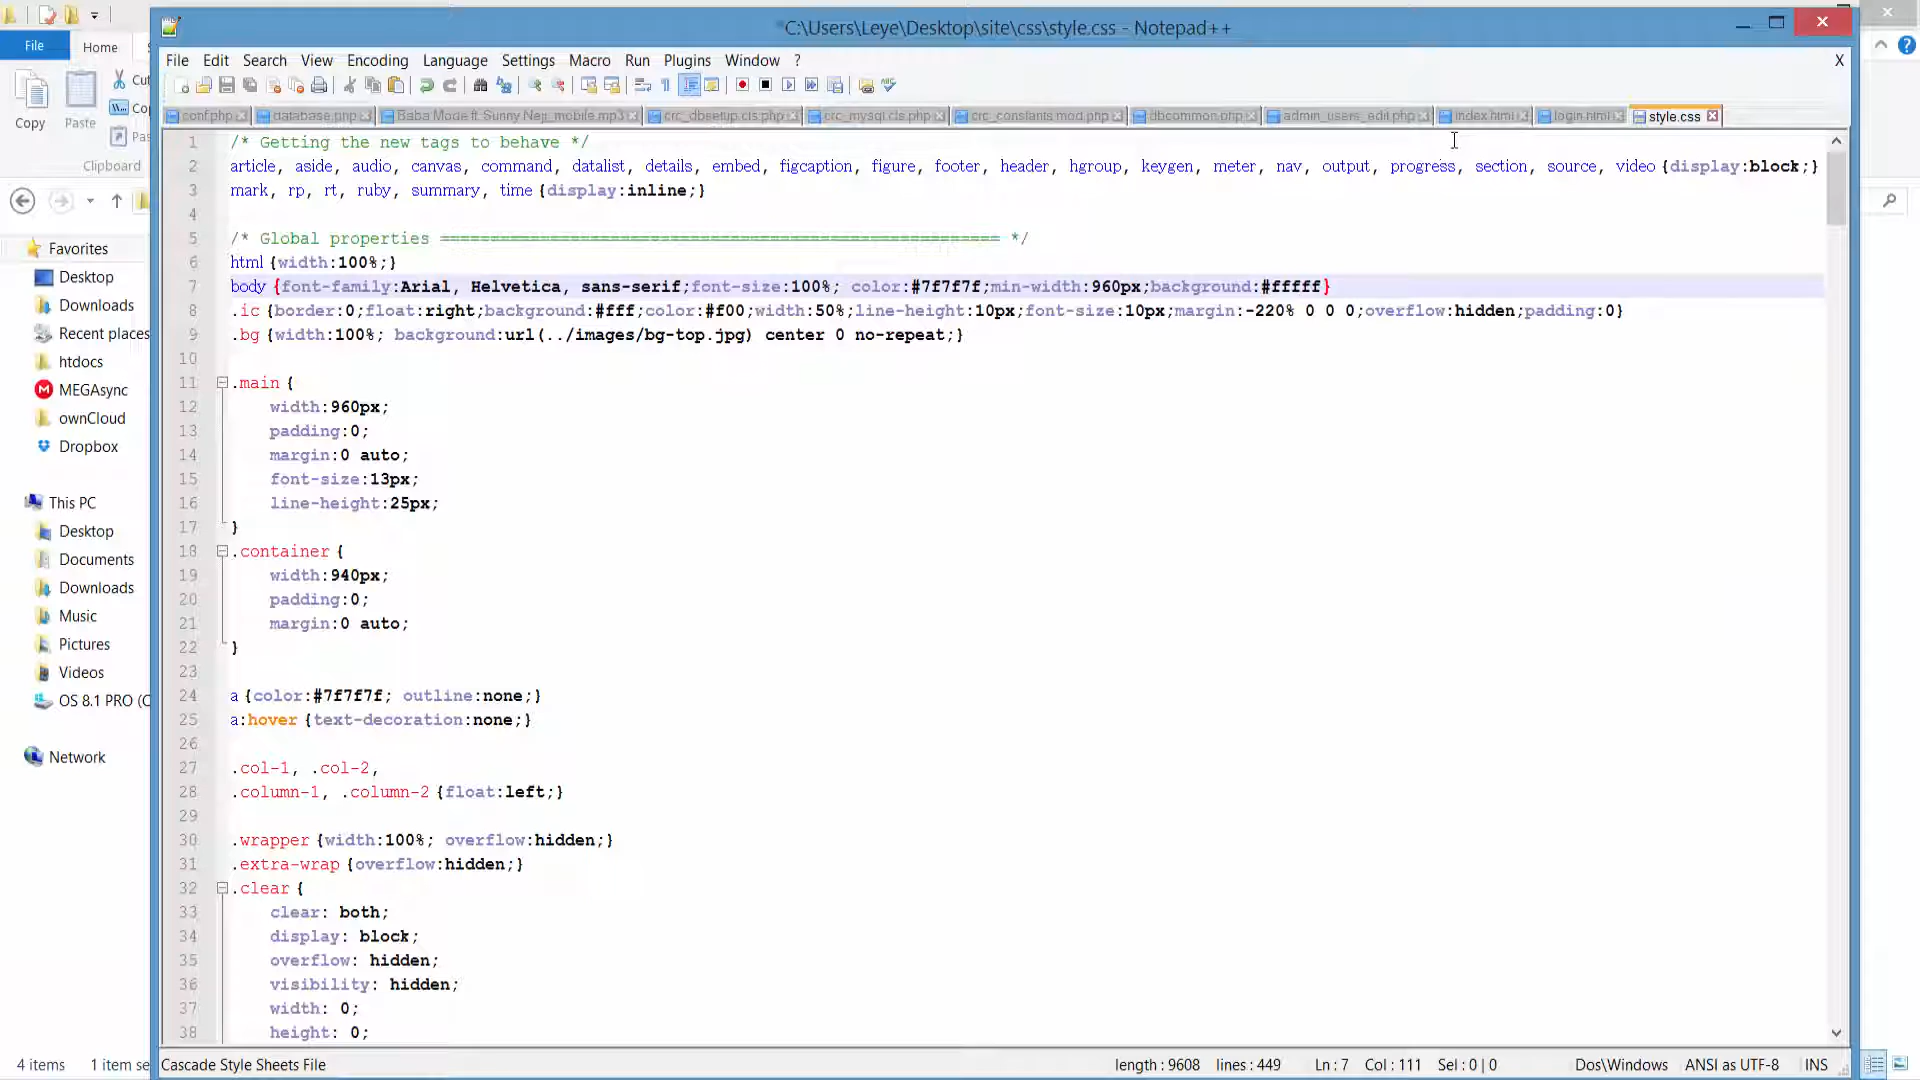 *C:\Users\Leye\Desktop\site\css\style.css - Notepad++
File Home
File Edit Search View Encoding Language Settings Macro Run Plugins Window ? X
conf.php database.php Baba Mode ft Sunny Neji_mobile.mp3 crc_dbsetup.cls.php crc_mysql.cls.php crc_constants.mod.php dbcommon.php admin_users_edit.php index.html login.html style.css
Copy Paste Cut
Clipboard
Favorites
Desktop
Downloads
Recent places
htdocs
MEGAsync
ownCloud
Dropbox
This PC
Desktop
Documents
Downloads
Music
Pictures
Videos
OS 8.1 PRO (C
Network
4 items 1 item se
1 /* Getting the new tags to behave */
2 article, aside, audio, canvas, command, datalist, details, embed, figcaption, figure, footer, header, hgroup, keygen, meter, nav, output, progress, section, source, video {display:block;}
3 mark, rp, rt, ruby, summary, time {display:inline;}
4
5 /* Global properties ======================================================== */
6 html {width:100%;}
7 body {font-family:Arial, Helvetica, sans-serif;font-size:100%; color:#7f7f7f;min-width:960px;background:#fffff}
8 .ic {border:0;float:right;background:#fff;color:#f00;width:50%;line-height:10px;font-size:10px;margin:-220% 0 0 0;overflow:hidden;padding:0}
9 .bg {width:100%; background:url(../images/bg-top.jpg) center 0 no-repeat;}
10
11 .main {
12 width:960px;
13 padding:0;
14 margin:0 auto;
15 font-size:13px;
16 line-height:25px;
17 }
18 .container {
19 width:940px;
20 padding:0;
21 margin:0 auto;
22 }
23
24 a {color:#7f7f7f; outline:none;}
25 a:hover {text-decoration:none;}
26
27 .col-1, .col-2,
28 .column-1, .column-2 {float:left;}
29
30 .wrapper {width:100%; overflow:hidden;}
31 .extra-wrap {overflow:hidden;}
32 .clear {
33 clear: both;
34 display: block;
35 overflow: hidden;
36 visibility: hidden;
37 width: 0;
38 height: 0;
Cascade Style Sheets File length : 9608 lines : 449 Ln : 7 Col : 111 Sel : 0 | 0 Dos\Windows ANSI as UTF-8 INS